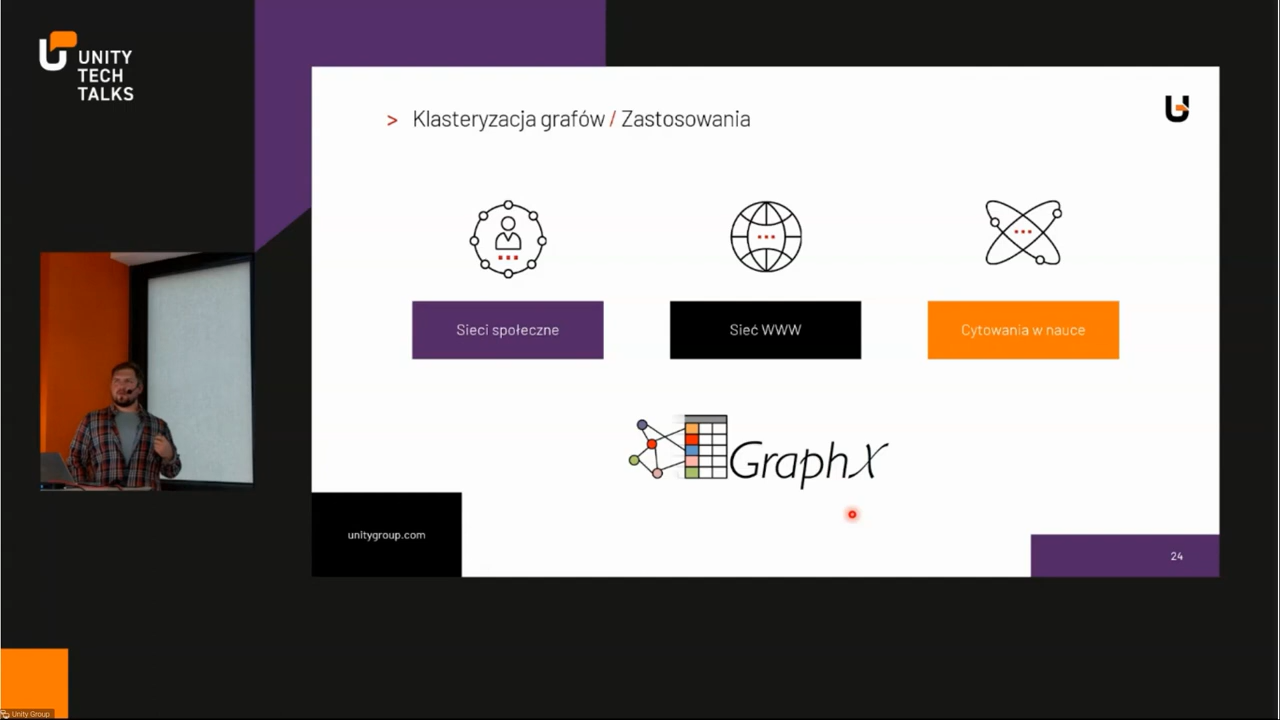 UNITY
TECH
TALKS
> Klasteryzacja grafów / Zastosowania
Sieci społeczne
Sieć WWW
Cytowania w nauce
GraphX
unitygroup.com
24
Unity Group